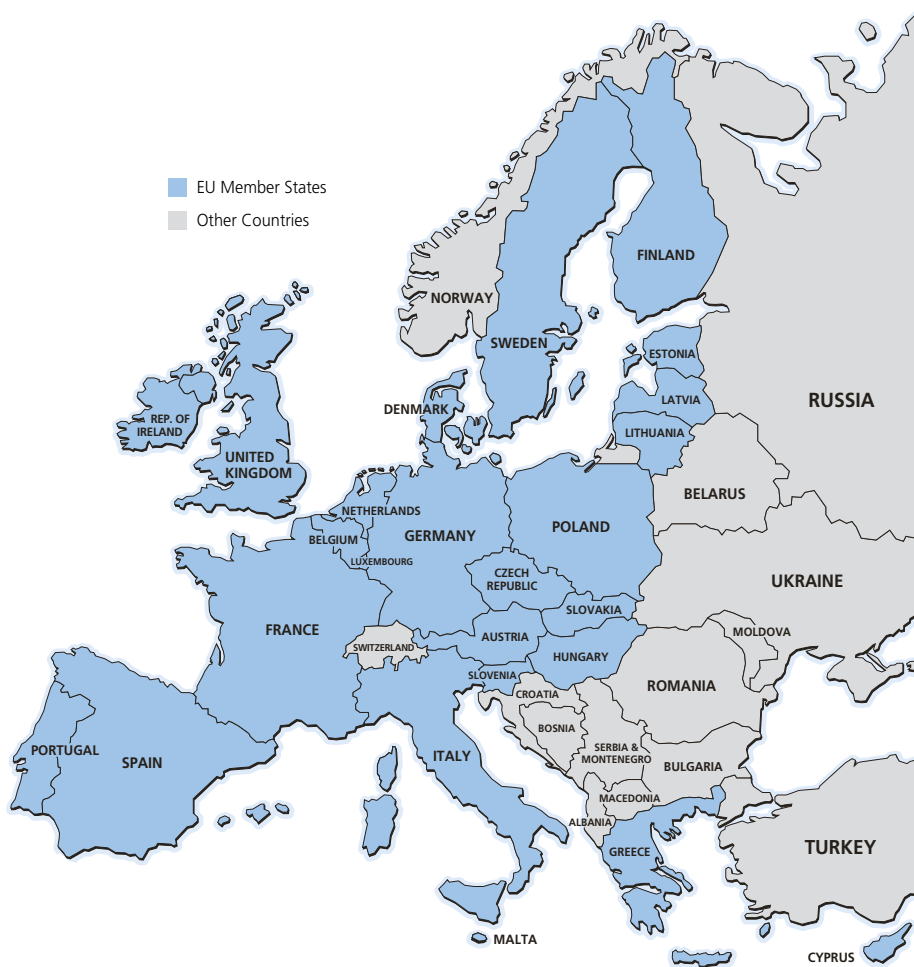 EU Member States
Other Countries
FINLAND
NORWAY
SWEDEN
ESTONIA
RUSSIA
LATVIA
DENMARK
REP. OF
IRELAND
LITHUANIA
UNITED
KINGDOM
BELARUS
NETHERLANDS
POLAND
GERMANY
BELGIUM
LUXEMBOURG
CZECH
REPUBLIC
UKRAINE
SLOVAKIA
FRANCE
AUSTRIA
MOLDOVA
SWITZERLAND
HUNGARY
SLOVENIA
ROMANIA
CROATIA
BOSNIA
PORTUGAL
SPAIN
ITALY
SERBIA &
MONTENEGRO
BULGARIA
MACEDONIA
ALBANIA
GREECE
TURKEY
MALTA
CYPRUS